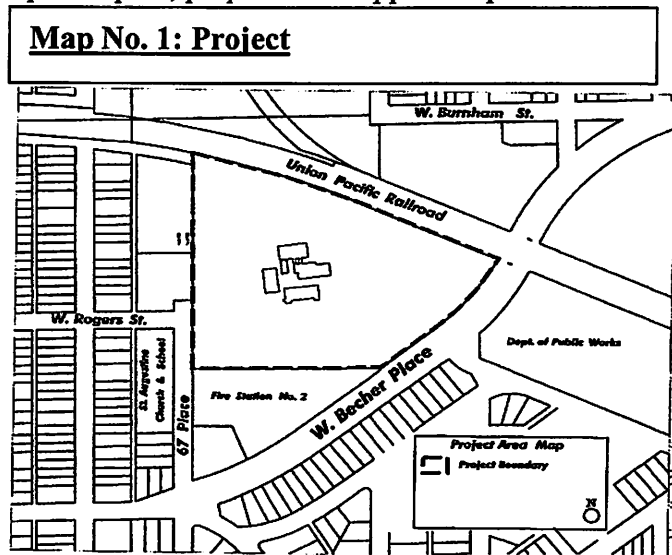 Map No. 1: Project
W. Burnham St.
Union Pacific Railroad
W. Rogers St.
St. Augustine
Church & School
67 Place
Fire Station No. 2
W. Becher Place
Dept. of Public Works
Project Area Map
Project Boundary
N